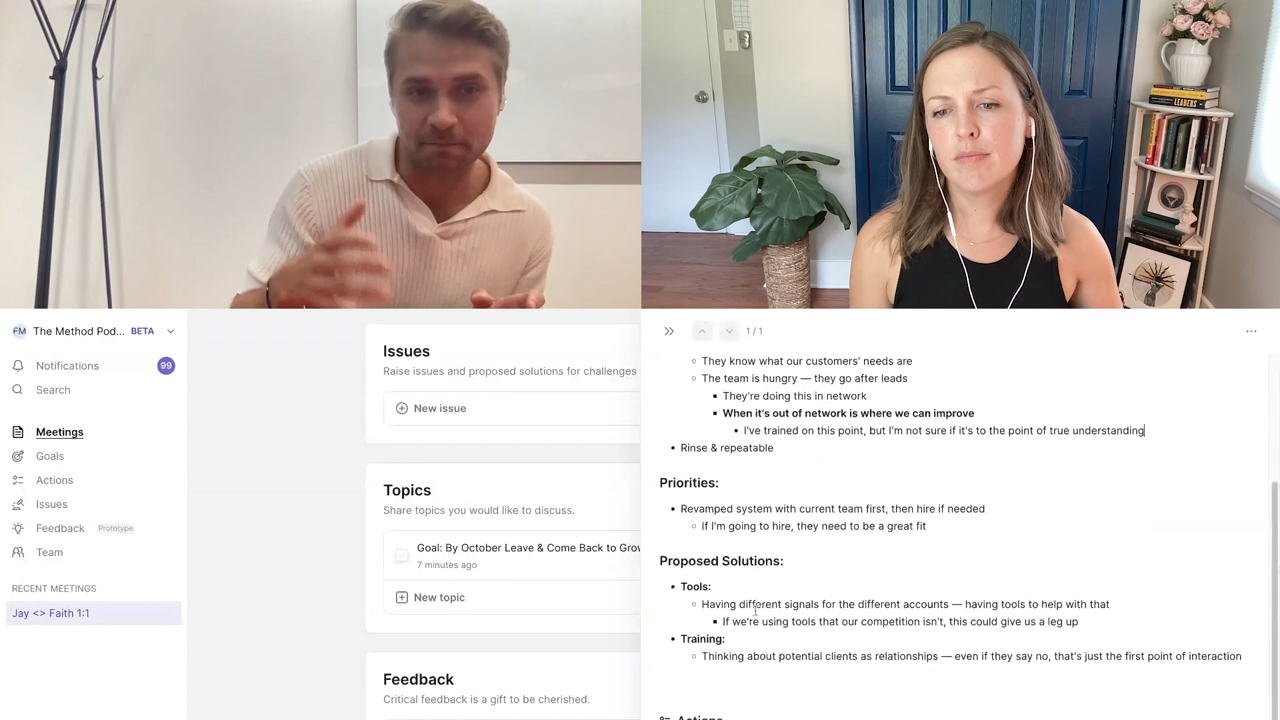 LEADERS
FM The Method Pod... BETA
Notifications 99
Search
Meetings
Goals
Actions
Issues
Feedback Prototype
Team
RECENT MEETINGS
Jay <> Faith 1:1
Issues
Raise issues and proposed solutions for challenges
New issue
Topics
Share topics you would like to discuss.
Goal: By October Leave & Come Back to Grow
7 minutes ago
New topic
Feedback
Critical feedback is a gift to be cherished.
1 / 1
They know what our customers' needs are
The team is hungry — they go after leads
They're doing this in network
When it's out of network is where we can improve
I've trained on this point, but I'm not sure if it's to the point of true understanding
Rinse & repeatable
Priorities:
Revamped system with current team first, then hire if needed
If I'm going to hire, they need to be a great fit
Proposed Solutions:
Tools:
Having different signals for the different accounts — having tools to help with that
If we're using tools that our competition isn't, this could give us a leg up
Training:
Thinking about potential clients as relationships — even if they say no, that's just the first point of interaction
Actions